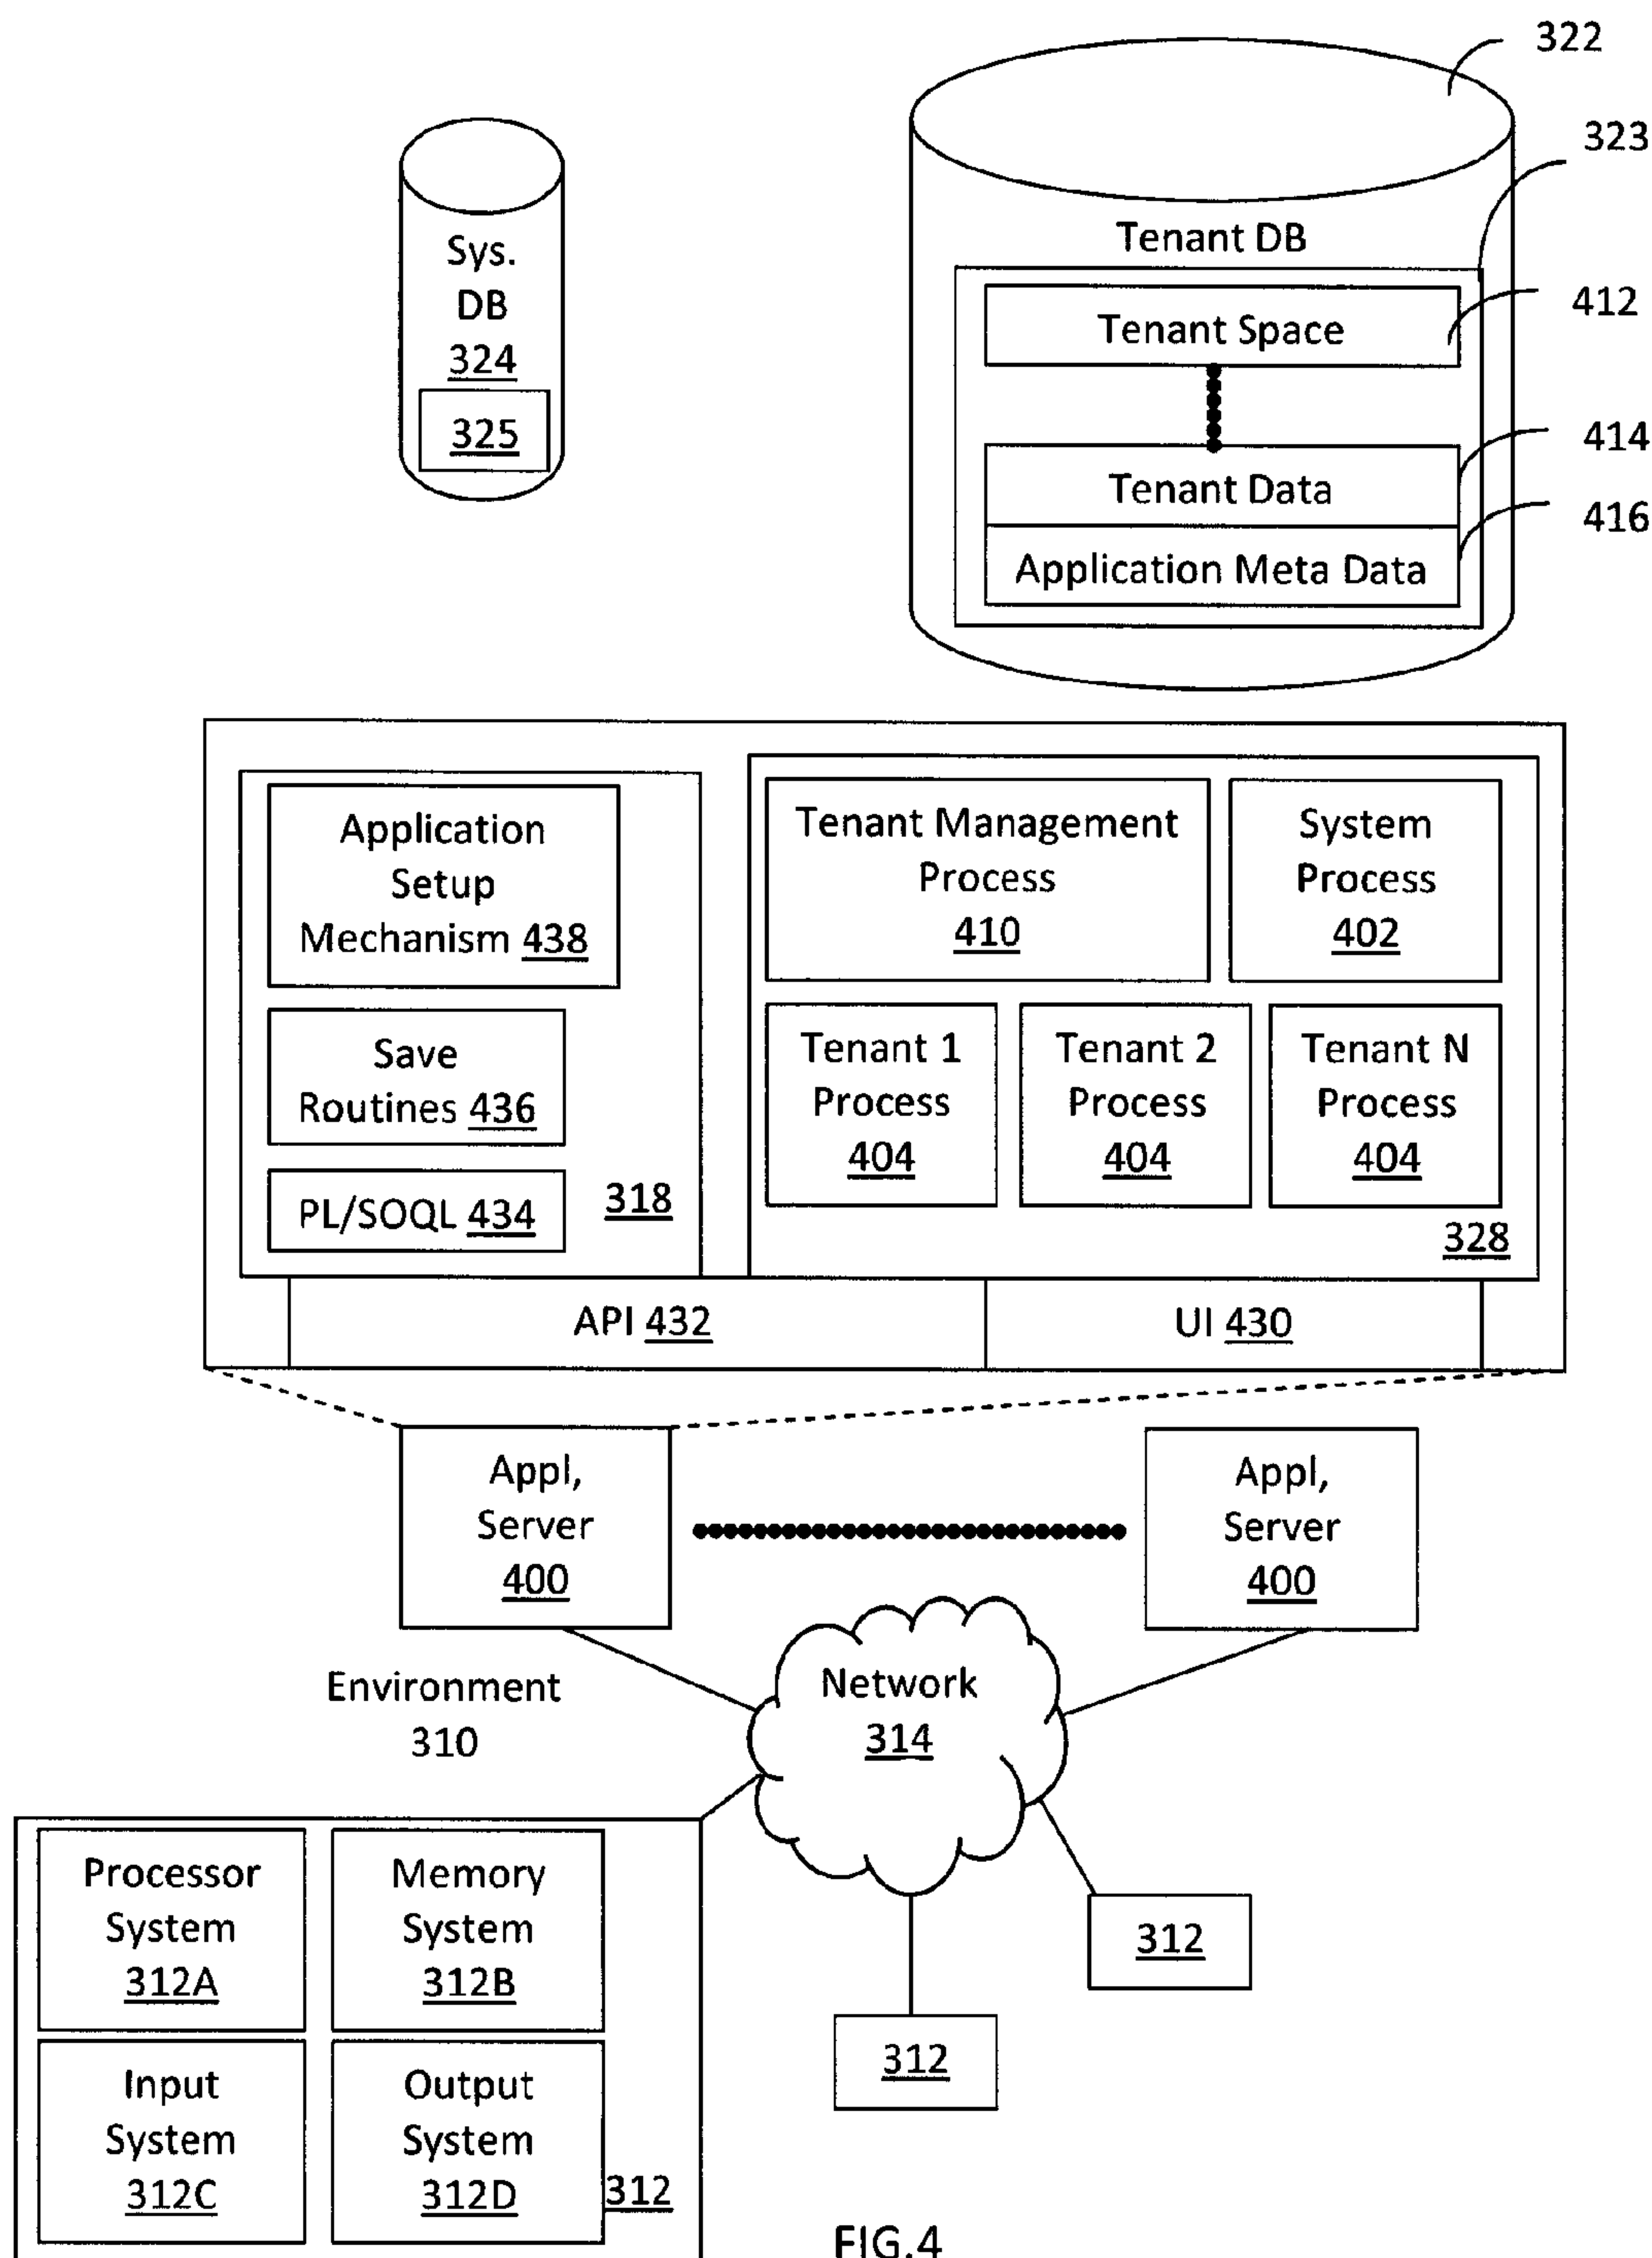 322
323
Tenant DB
Tenant Space
412
Sys.
DB
324
325
414
Tenant Data
416
Application Meta Data
Application
Setup
Mechanism 438
Tenant Management
Process
410
System
Process
402
Save
Routines 436
Tenant 1
Process
404
Tenant 2
Process
404
Tenant N
Process
404
PL/SOQL 434
318
328
API 432
UI 430
Appl,
Server
400
Appl,
Server
400
Environment
310
Network
314
Processor
System
312A
Memory
System
312B
312
312
Input
System
312C
Output
System
312D
312
FIG.4